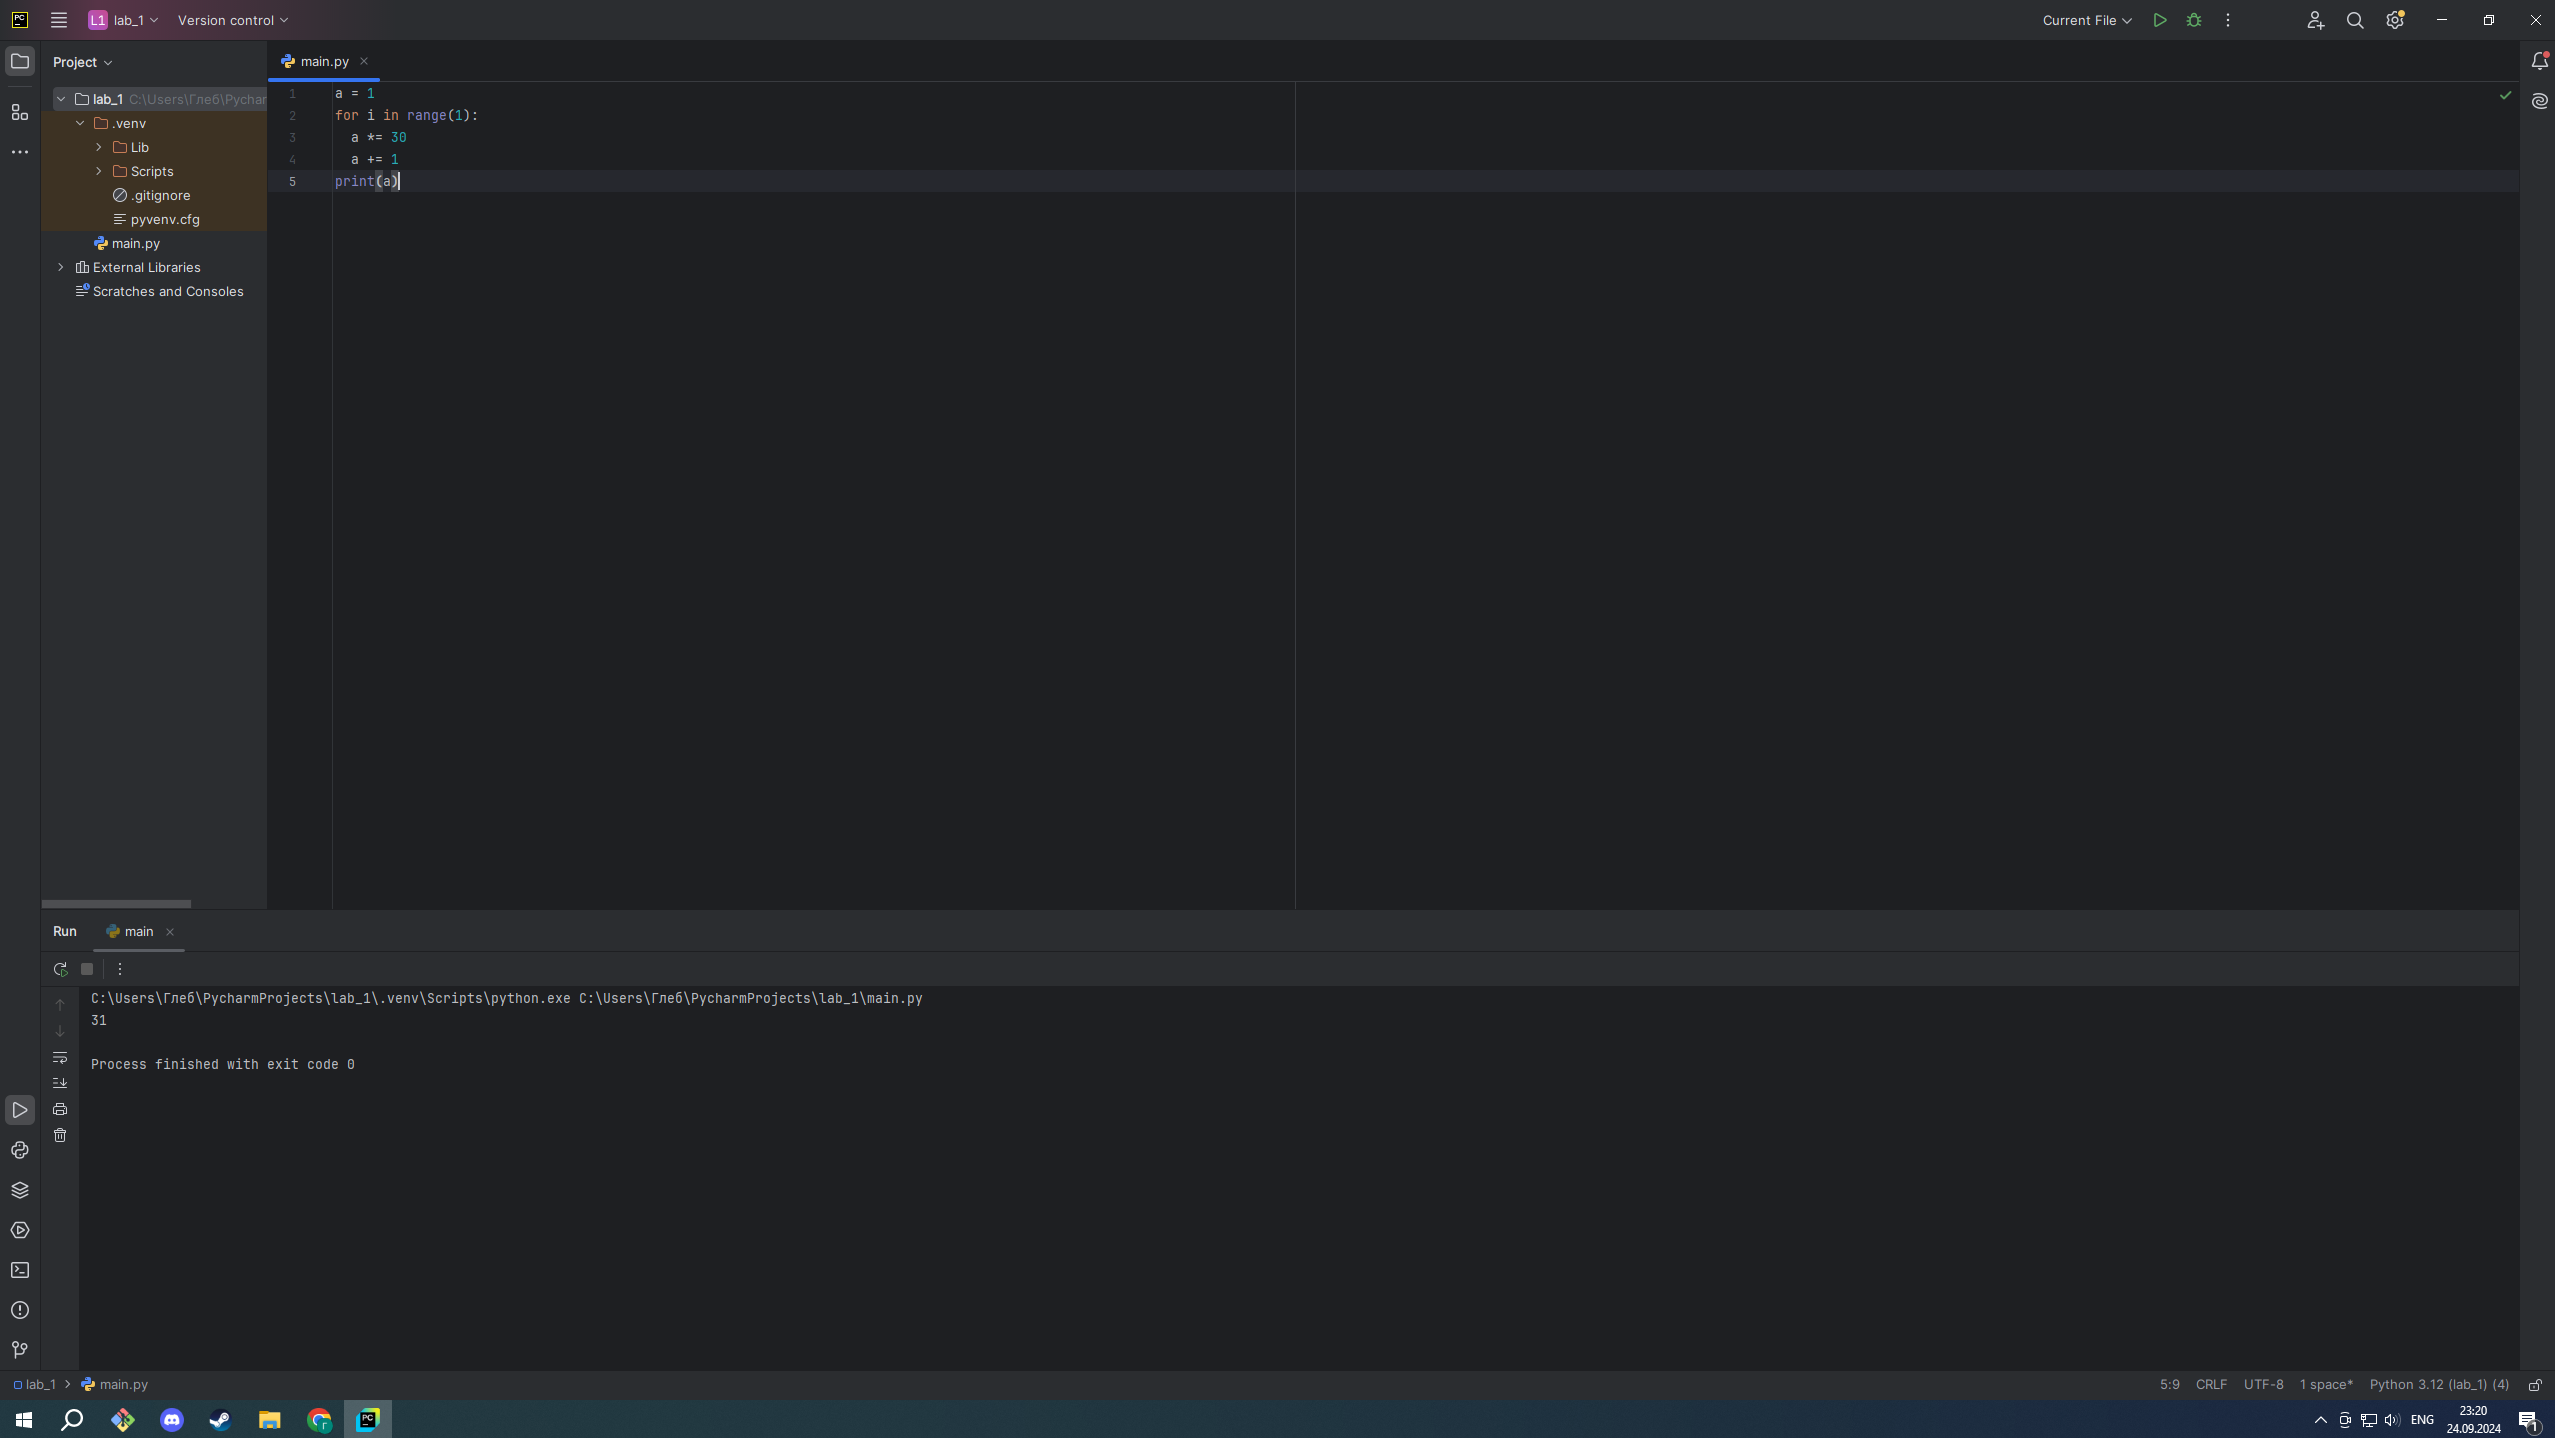 PC
L1 lab_1
Version control
Current File
Project
lab_1 C:\Users\Глеб\Pychar
.venv
Lib
Scripts
.gitignore
pyvenv.cfg
main.py
External Libraries
Scratches and Consoles
main.py
1 a = 1
2 for i in range(1):
3 a *= 30
4 a += 1
5 print(a)
Run
main
C:\Users\Глеб\PycharmProjects\lab_1\.venv\Scripts\python.exe C:\Users\Глеб\PycharmProjects\lab_1\main.py
31
Process finished with exit code 0
lab_1
main.py
5:9
CRLF
UTF-8
1 space*
Python 3.12 (lab_1) (4)
r
PC
ENG
23:20
24.09.2024
1